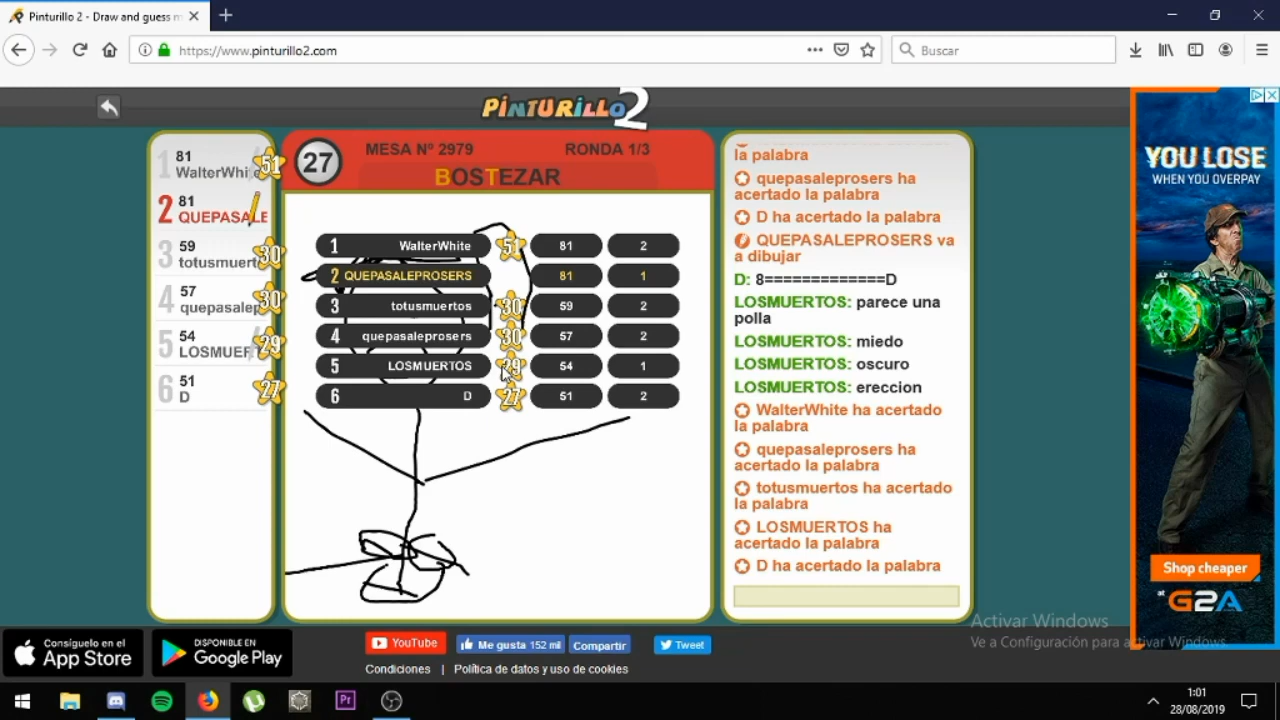 Pinturillo 2 - Draw and guess m
https://www.pinturillo2.com
Buscar
PINTURILLO 2
1 81
WalterWhi 51
2 81
QUEPASALE
3 59
totusmuert 30
4 57
quepasalep 30
5 54
LOSMUER 29
6 51
D 27
27
MESA Nº 2979 RONDA 1/3
BOSTEZAR
1 WalterWhite 51 81 2
2 QUEPASALEPROSERS 81 1
3 totusmuertos 30 59 2
4 quepasaleprosers 30 57 2
5 LOSMUERTOS 29 54 1
6 D 27 51 2
la palabra
quepasaleprosers ha
acertado la palabra
D ha acertado la palabra
QUEPASALEPROSERS va
a dibujar
D: 8=============D
LOSMUERTOS: parece una
polla
LOSMUERTOS: miedo
LOSMUERTOS: oscuro
LOSMUERTOS: ereccion
WalterWhite ha acertado
la palabra
quepasaleprosers ha
acertado la palabra
totusmuertos ha acertado
la palabra
LOSMUERTOS ha
acertado la palabra
D ha acertado la palabra
YOU LOSE
WHEN YOU OVERPAY
Shop cheaper
at G2A
Activar Windows
Ve a Configuración para activar Windows.
Consíguelo en el
App Store
DISPONIBLE EN
Google Play
YouTube
Me gusta 152 mil
Compartir
Tweet
Condiciones | Política de datos y uso de cookies
Pr
1:01
28/08/2019